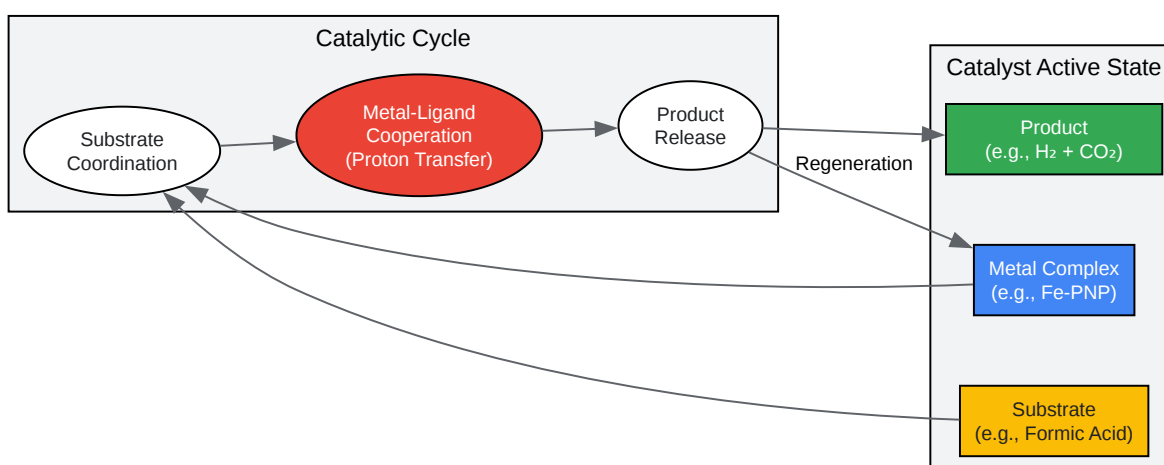 Catalytic Cycle
Substrate
Coordination
Metal-Ligand
Cooperation
(Proton Transfer)
Product
Release
Regeneration
Catalyst Active State
Product
(e.g., H₂ + CO₂)
Metal Complex
(e.g., Fe-PNP)
Substrate
(e.g., Formic Acid)